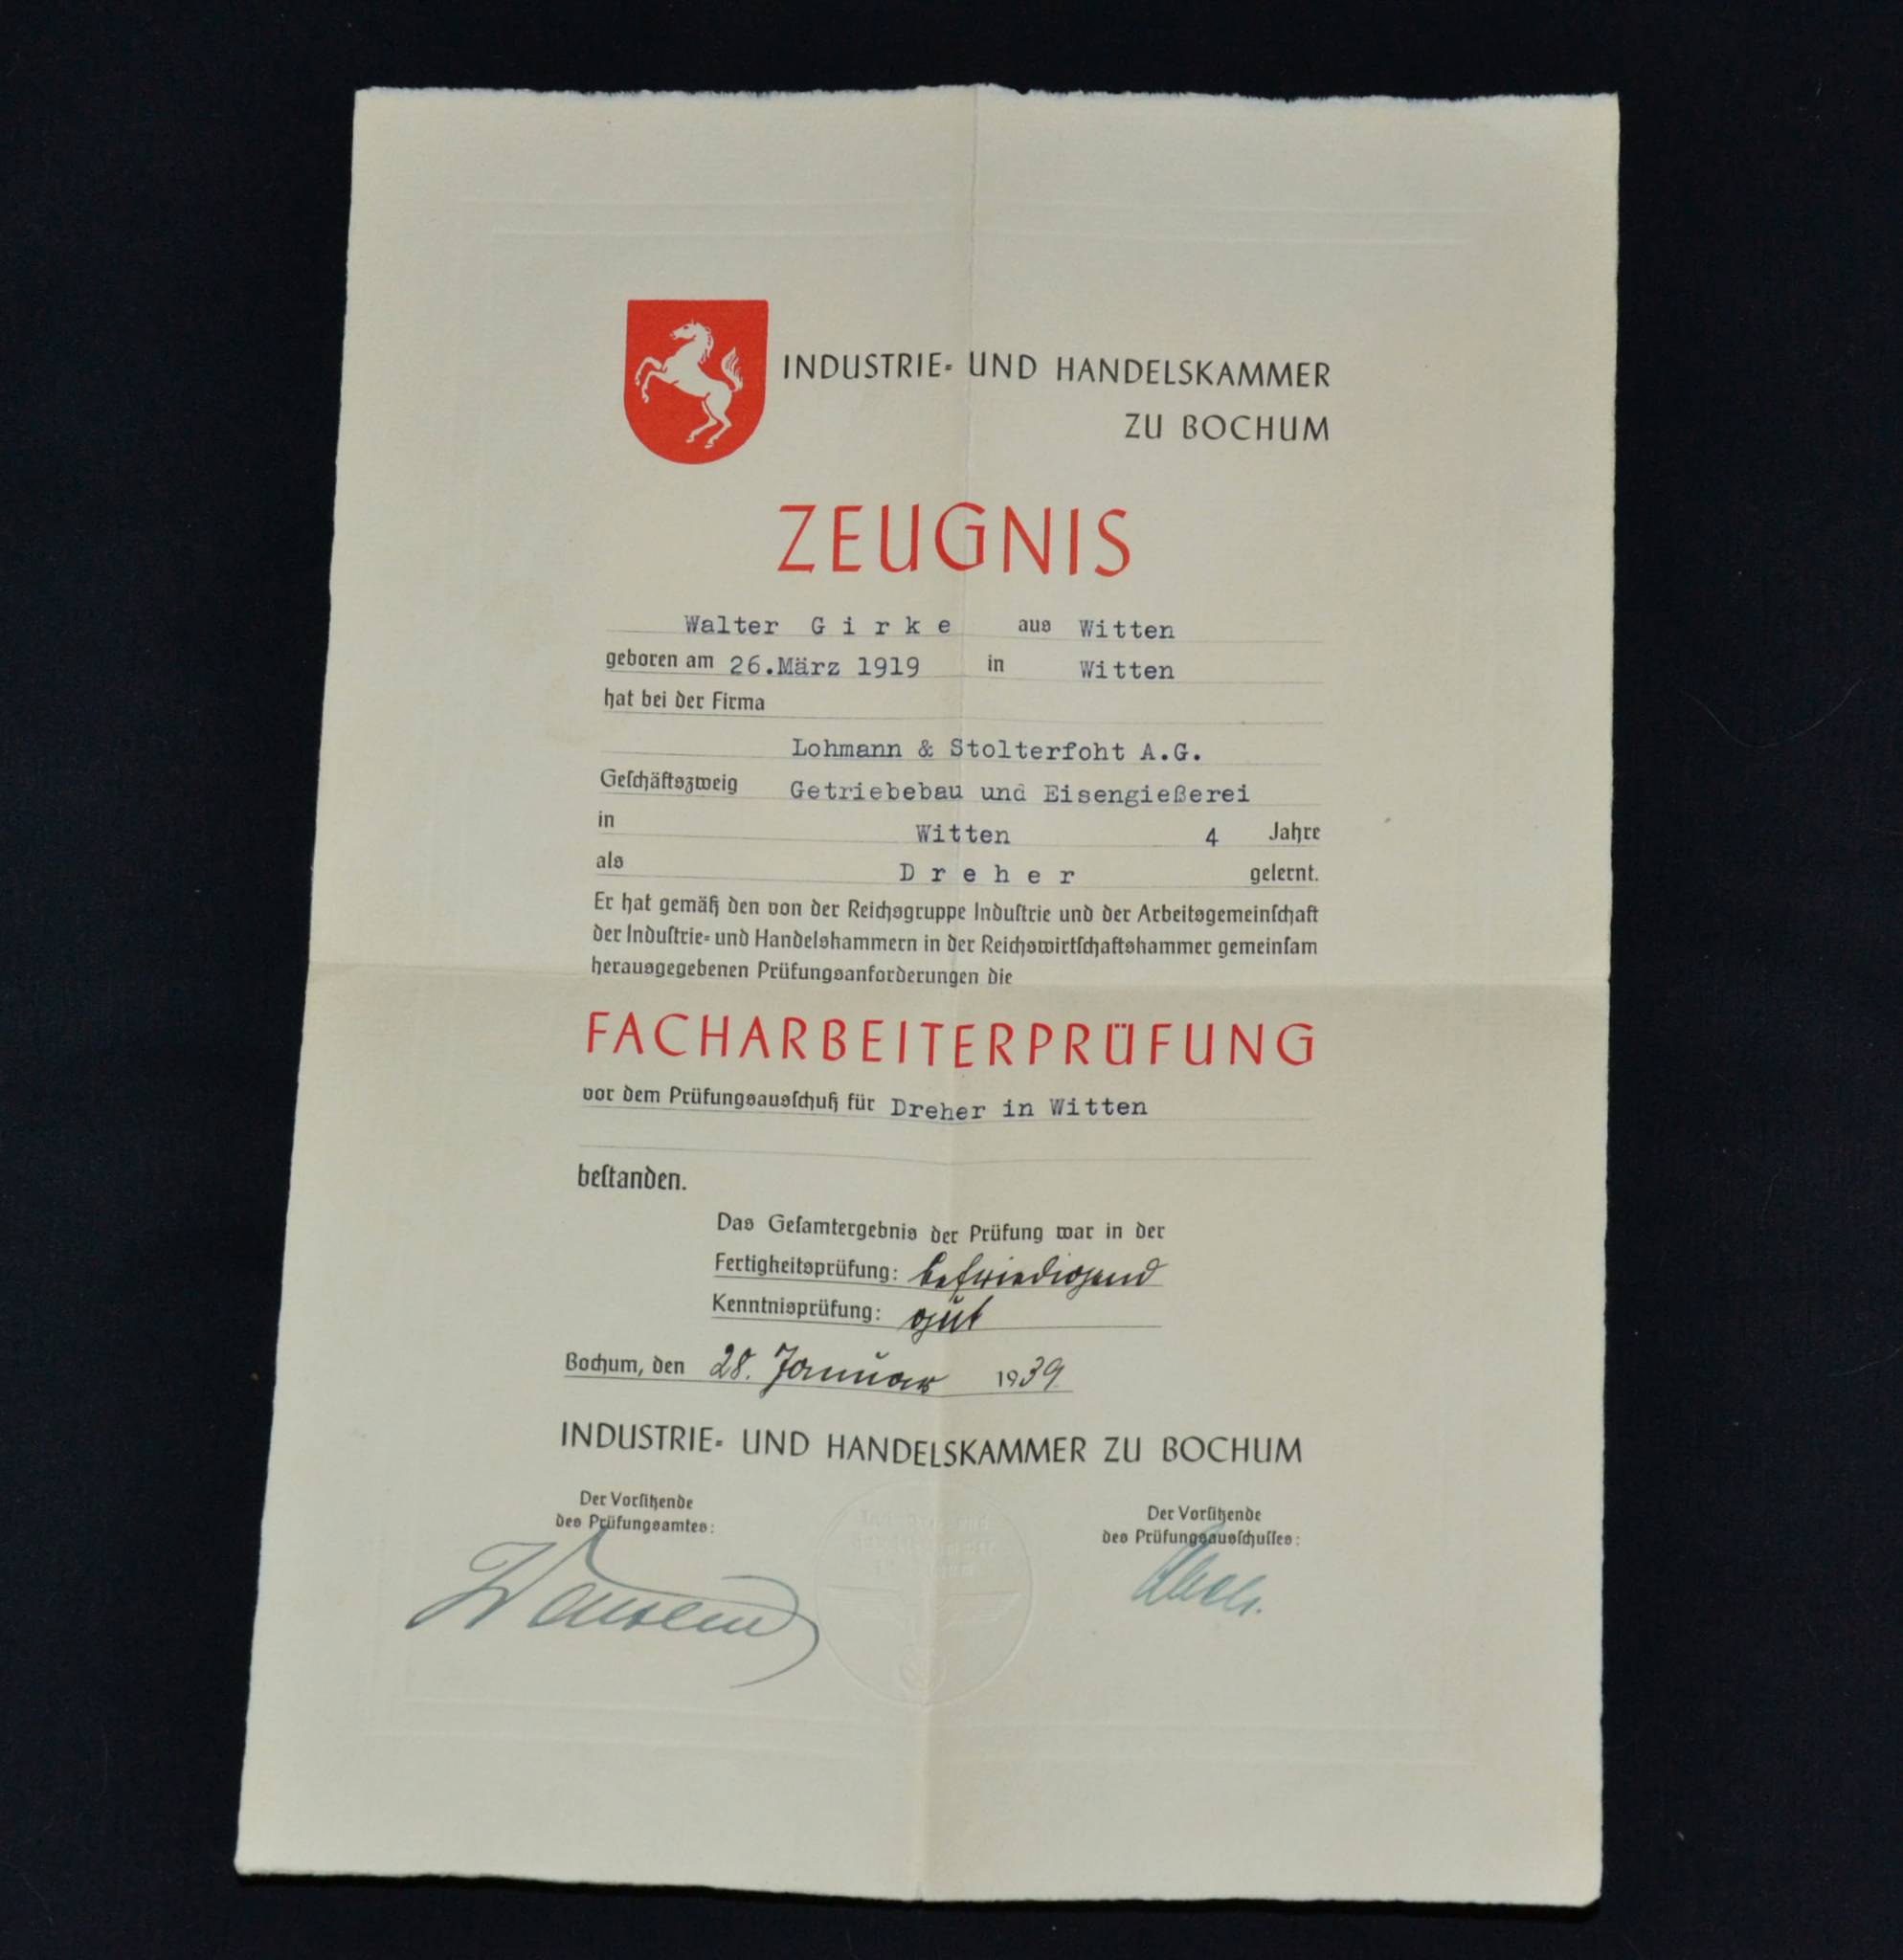 INDUSTRIE- UND HANDELSKAMMER
ZU BOCHUM
ZEUGNIS
Walter Girke aus Witten
geboren am 26.März 1919 in Witten
hat bei der Firma
Lohmann & Stolterfoht A.G.
Geſchäftszweig Getriebebau und Eisengießerei
in Witten 4 Jahre
als Dreher gelernt.
Er hat gemäß den von der Reichsgruppe Induſtrie und der Arbeitsgemeinſchaft
der Induſtrie- und Handelskammern in der Reichswirtſchaftskammer gemeinſam
herausgegebenen Prüfungsanforderungen die
FACHARBEITERPRÜFUNG
vor dem Prüfungsausſchuß für Dreher in Witten
beſtanden.
Das Geſamtergebnis der Prüfung war in der
Fertigkeitsprüfung: befriedigend
Kenntnisprüfung: gut
Bochum, den 28. Januar 1939
INDUSTRIE- UND HANDELSKAMMER ZU BOCHUM
Der Vorſitzende
des Prüfungsamtes:
Der Vorſitzende
des Prüfungsausſchuſſes: